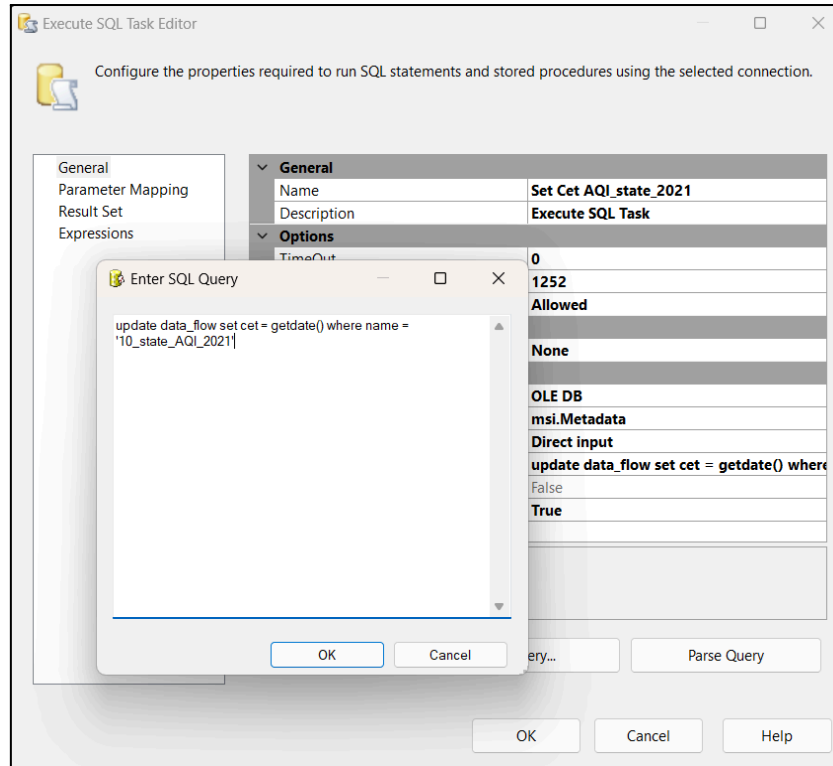 Execute SQL Task Editor
Configure the properties required to run SQL statements and stored procedures using the selected connection.
General
Parameter Mapping
Result Set
Expressions
General
Name Set Cet AQI_state_2021
Description Execute SQL Task
Options
TimeOut 0
1252
Allowed
None
OLE DB
msi.Metadata
Direct input
update data_flow set cet = getdate() where
False
True
Enter SQL Query
update data_flow set cet = getdate() where name =
'10_state_AQI_2021'
OK Cancel
ery... Parse Query
OK Cancel Help